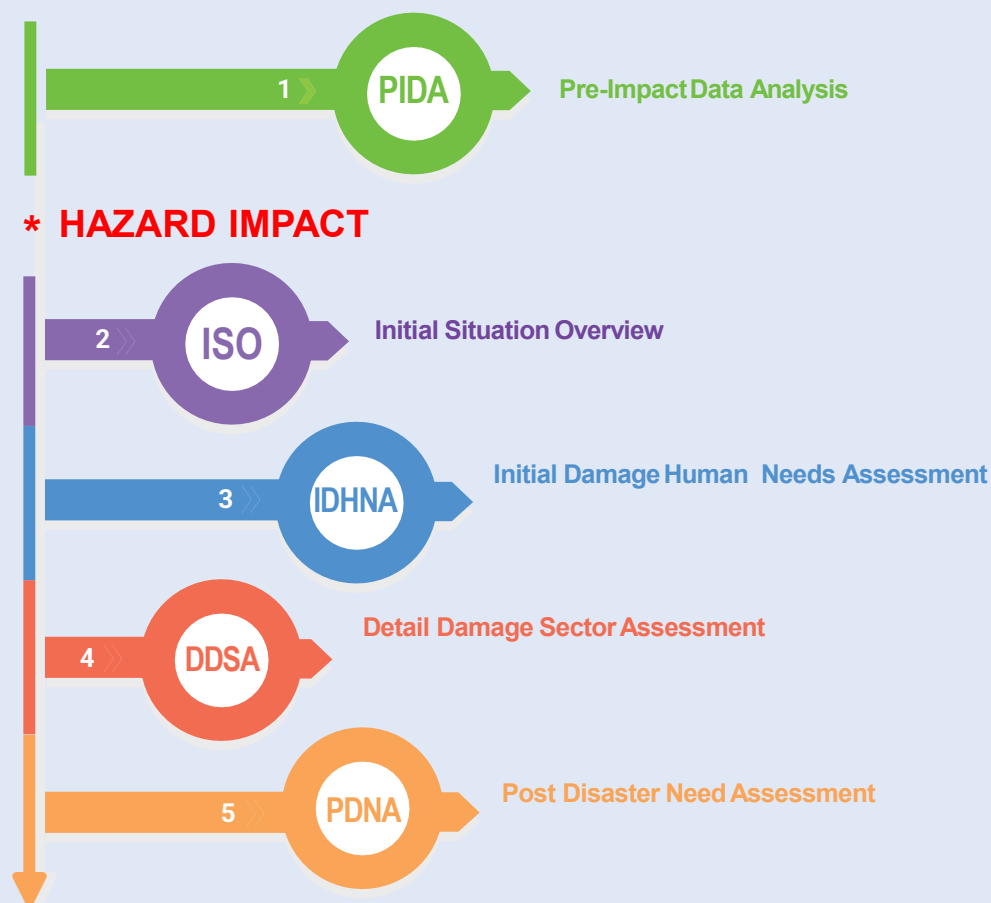 1 PIDA Pre-Impact Data Analysis
* HAZARD IMPACT
2 ISO Initial Situation Overview
3 IDHNA Initial Damage Human Needs Assessment
4 DDSA Detail Damage Sector Assessment
5 PDNA Post Disaster Need Assessment